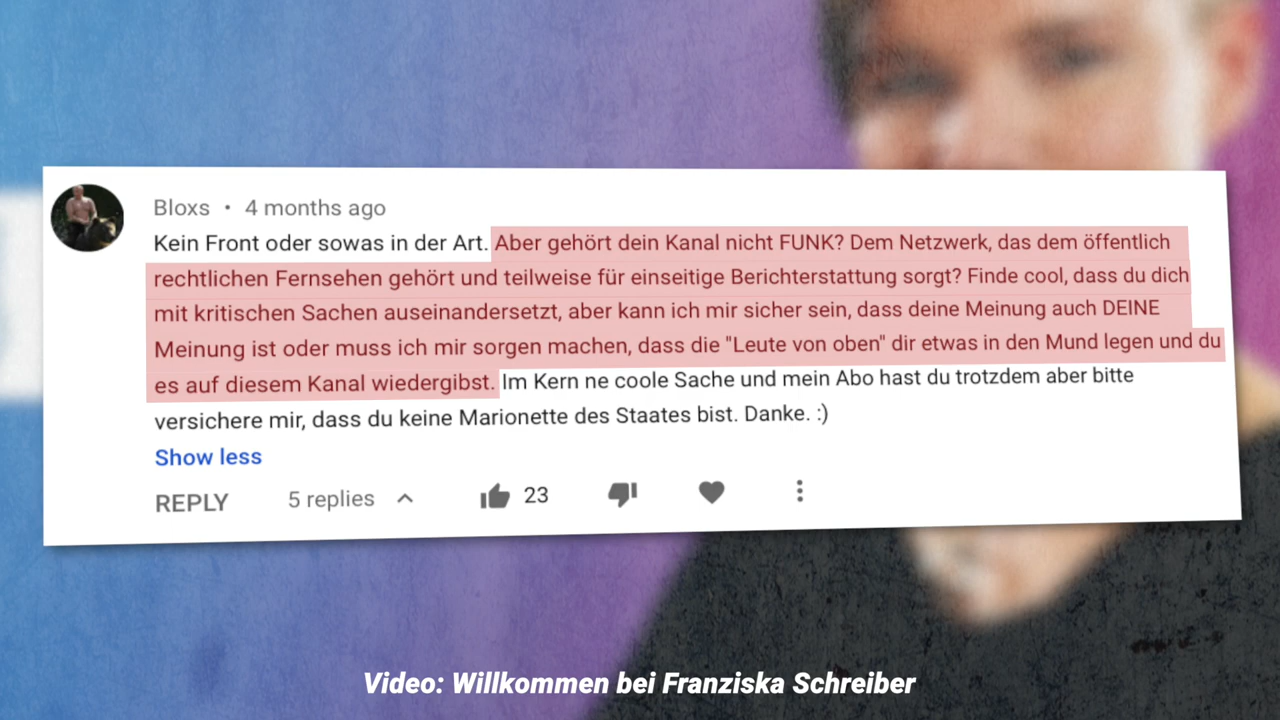 Bloxs • 4 months ago
Kein Front oder sowas in der Art. Aber gehört dein Kanal nicht FUNK? Dem Netzwerk, das dem öffentlich
rechtlichen Fernsehen gehört und teilweise für einseitige Berichterstattung sorgt? Finde cool, dass du dich
mit kritischen Sachen auseinandersetzt, aber kann ich mir sicher sein, dass deine Meinung auch DEINE
Meinung ist oder muss ich mir sorgen machen, dass die "Leute von oben" dir etwas in den Mund legen und du
es auf diesem Kanal wiedergibst. Im Kern ne coole Sache und mein Abo hast du trotzdem aber bitte
versichere mir, dass du keine Marionette des Staates bist. Danke. :)
Show less
REPLY 5 replies 23
Video: Willkommen bei Franziska Schreiber